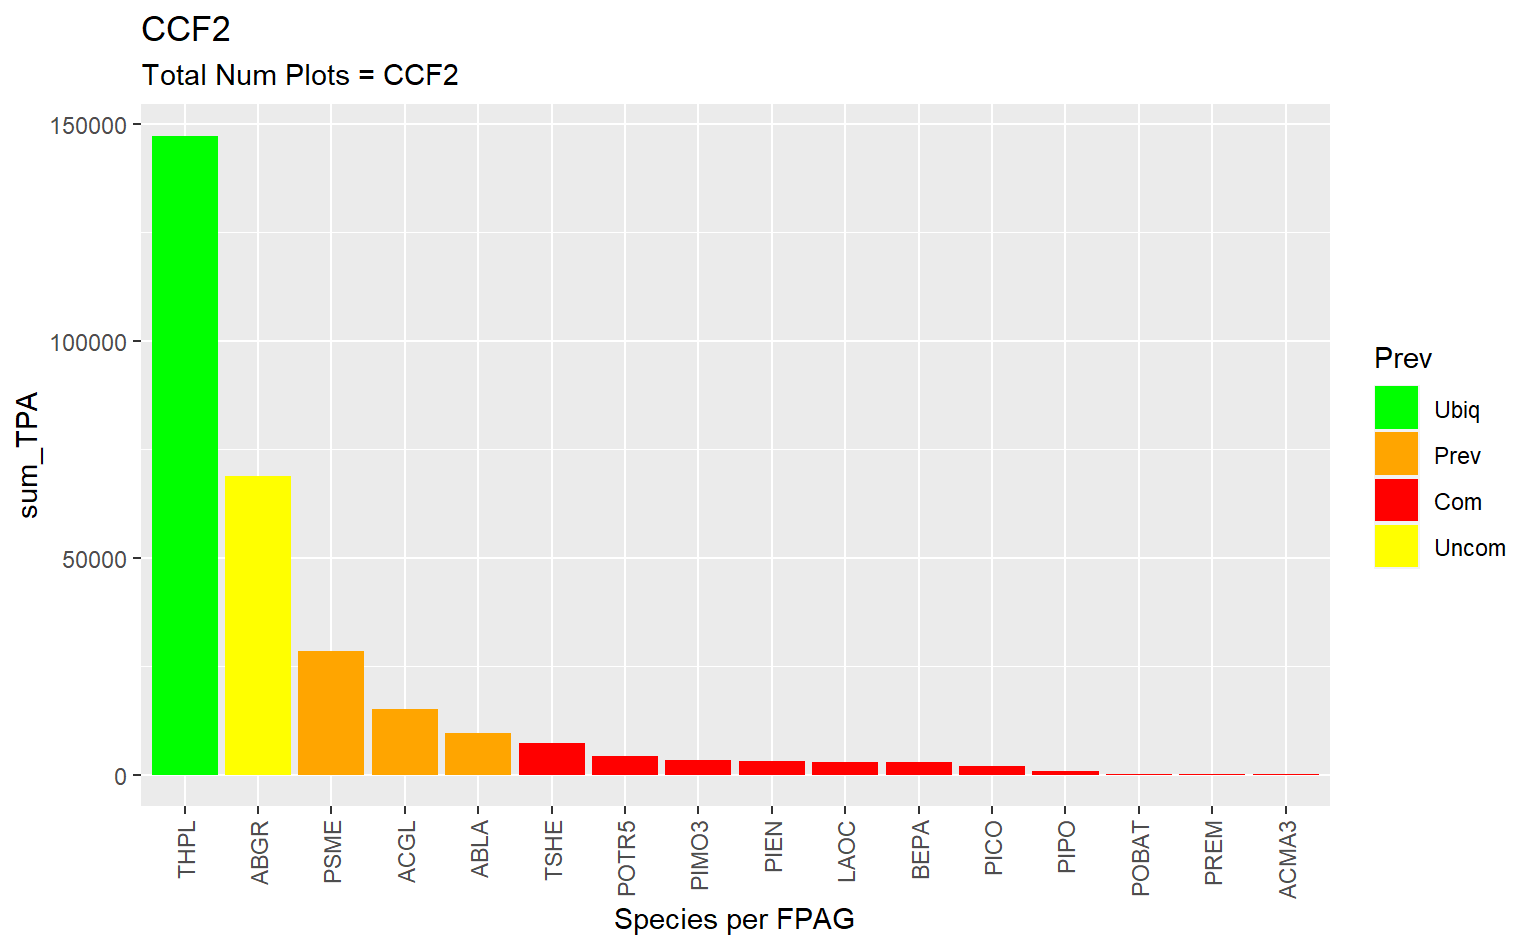 CCF2
Total Num Plots = CCF2
150000
100000
50000
0
sum_TPA
THPL
ABGR
PSME
ACGL
ABLA
TSHE
POTR5
PIMO3
PIEN
LAOC
BEPA
PICO
PIPO
POBAT
PREM
ACMA3
Species per FPAG
Prev
Ubiq
Prev
Com
Uncom